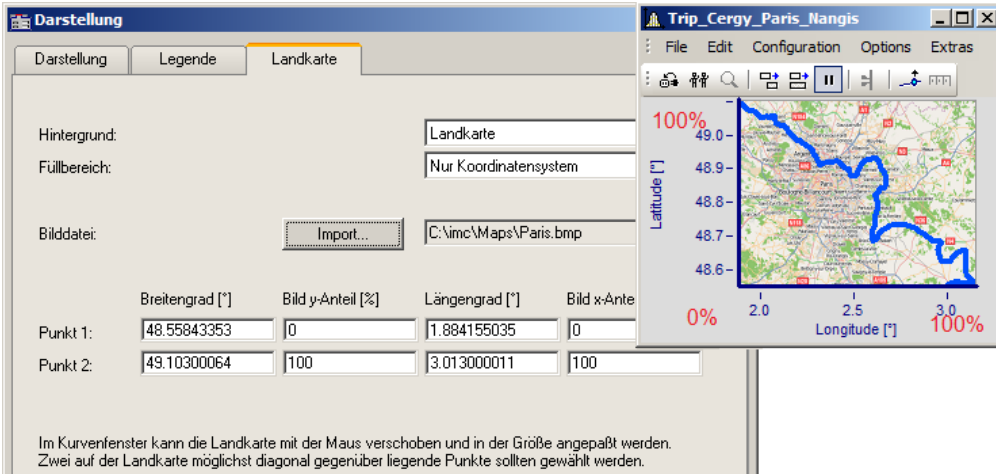 Darstellung
Darstellung Legende Landkarte
Hintergrund: Landkarte
Füllbereich: Nur Koordinatensystem
Bilddatei: Import... C:\imc\Maps\Paris.bmp
Breitengrad [°] Bild y-Anteil [%] Längengrad [°] Bild x-Ante
Punkt 1: 48.55843353 0 1.884155035 0
Punkt 2: 49.10300064 100 3.013000011 100
Im Kurvenfenster kann die Landkarte mit der Maus verschoben und in der Größe angepaßt werden.
Zwei auf der Landkarte möglichst diagonal gegenüber liegende Punkte sollten gewählt werden.
Trip_Cergy_Paris_Nangis
File Edit Configuration Options Extras
100%
49.0
48.9
48.8
48.7
48.6
Latitude [°]
Paris
0%
2.0 2.5 3.0
Longitude [°]
100%